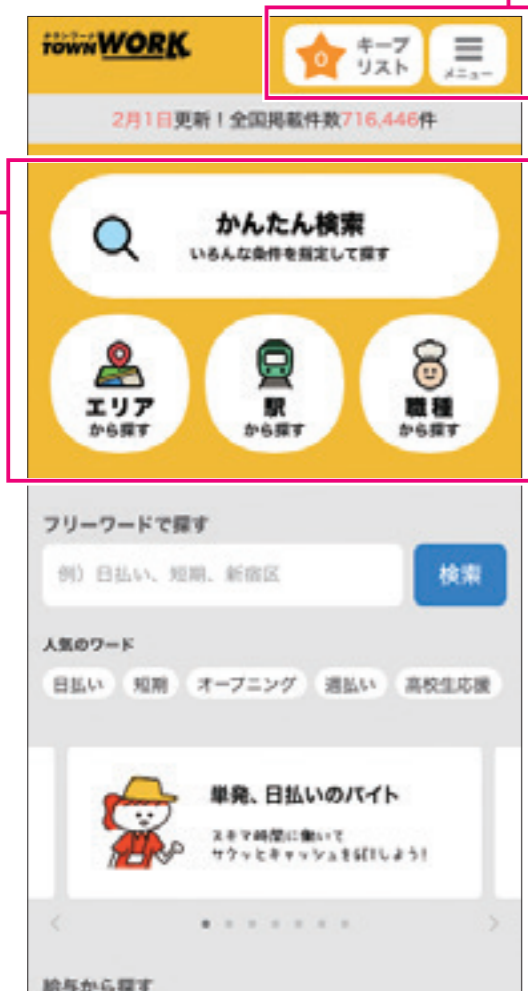 タウンワーク
TOWNWORK
0
キープ
リスト
メニュー
2月1日更新！全国掲載件数716,446件
かんたん検索
いろんな条件を指定して探す
エリア
から探す
駅
から探す
職種
から探す
フリーワードで探す
例）日払い、短期、新宿区
検索
人気のワード
日払い 短期 オープニング 週払い 高校生応援
単発、日払いのバイト
スキマ時間に働いて
サクッとキャッシュをGETしよう！
給与から探す